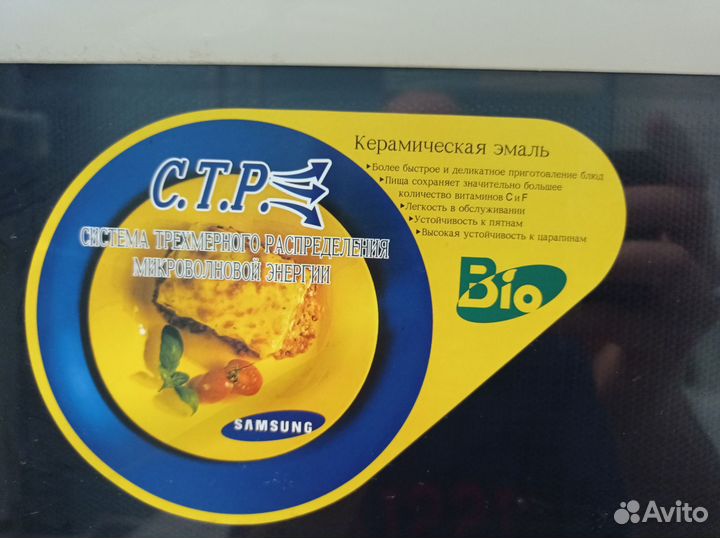 С.Т.Р.
СИСТЕМА ТРЕХМЕРНОГО РАСПРЕДЕЛЕНИЯ
МИКРОВОЛНОВОЙ ЭНЕРГИИ
SAMSUNG
Керамическая эмаль
Более быстрое и деликатное приготовление блюд
Пища сохраняет значительно большее
количество витаминов C и F
Легкость в обслуживании
Устойчивость к пятнам
Высокая устойчивость к царапинам
Bio
Avito